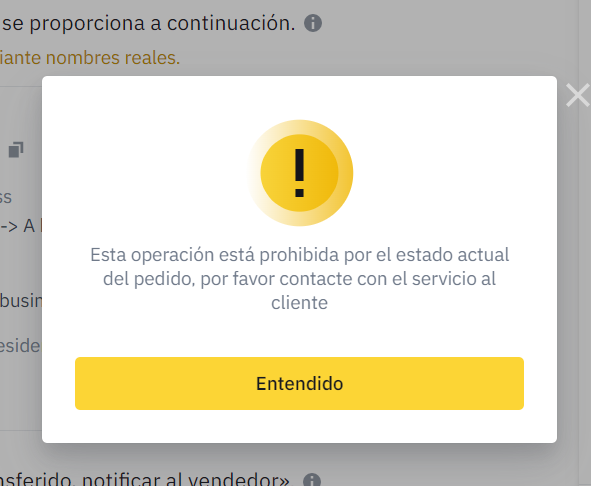 se proporciona a continuación.
iante nombres reales.
ss
-> A
Esta operación está prohibida por el estado actual
del pedido, por favor contacte con el servicio al
cliente
busin
eside
Entendido
nsferido, notificar al vendedor»